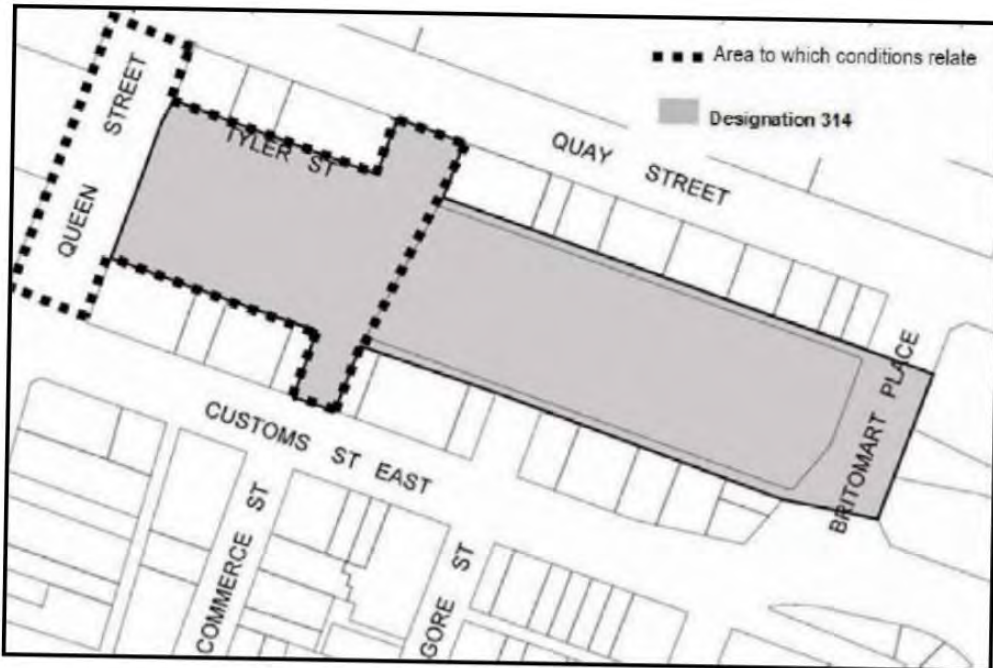 Area to which conditions relate
Designation 314
QUEEN STREET
TYLER ST
QUAY STREET
CUSTOMS ST EAST
BRITOMART PLACE
COMMERCE ST
GORE ST